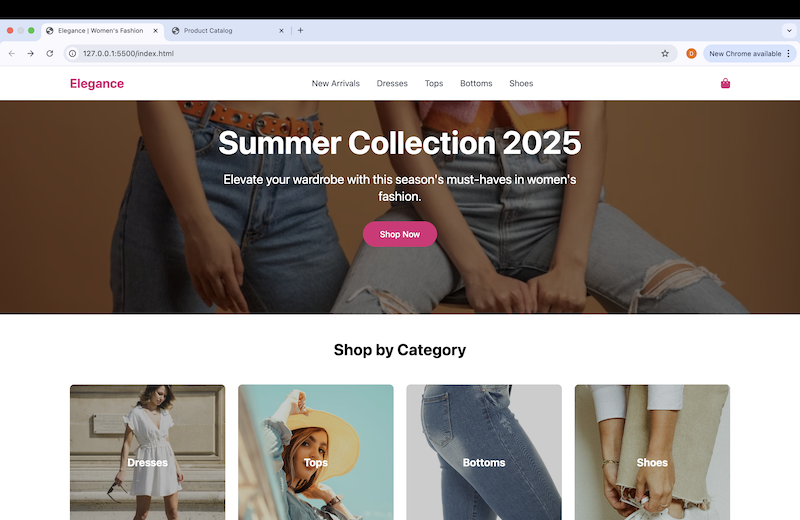 Elegance | Women's Fashion
Product Catalog
127.0.0.1:5500/index.html
D
New Chrome available
Elegance
New Arrivals
Dresses
Tops
Bottoms
Shoes
Summer Collection 2025
Elevate your wardrobe with this season's must-haves in women's
fashion.
Shop Now
Shop by Category
Dresses
Tops
Bottoms
Shoes